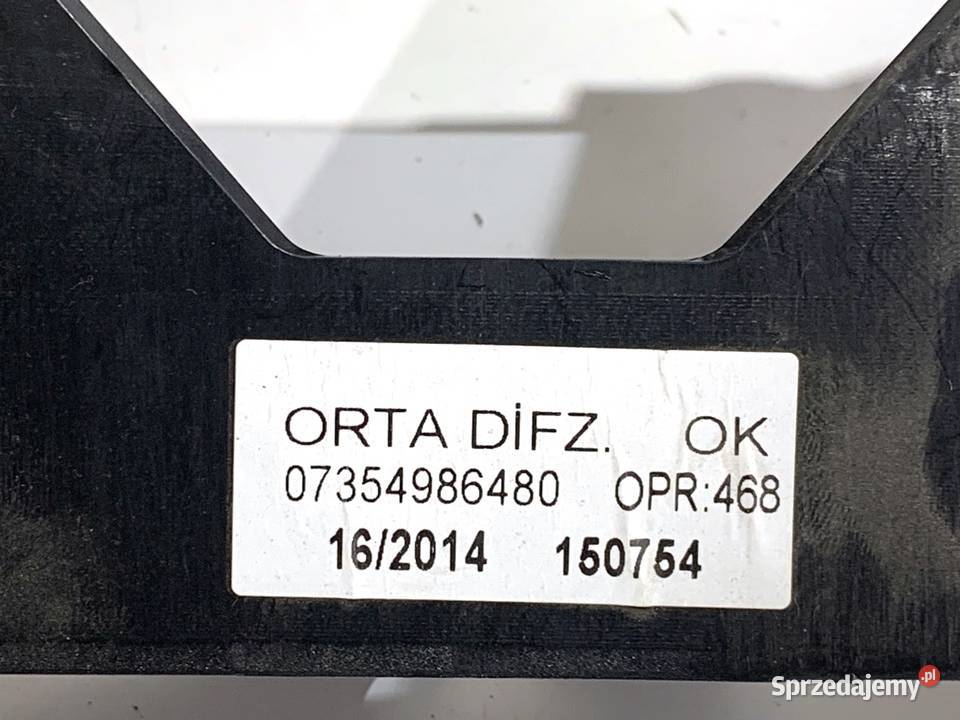 ORTA DİFZ. OK
07354986480 OPR:468
16/2014 150754
Sprzedajemy.pl